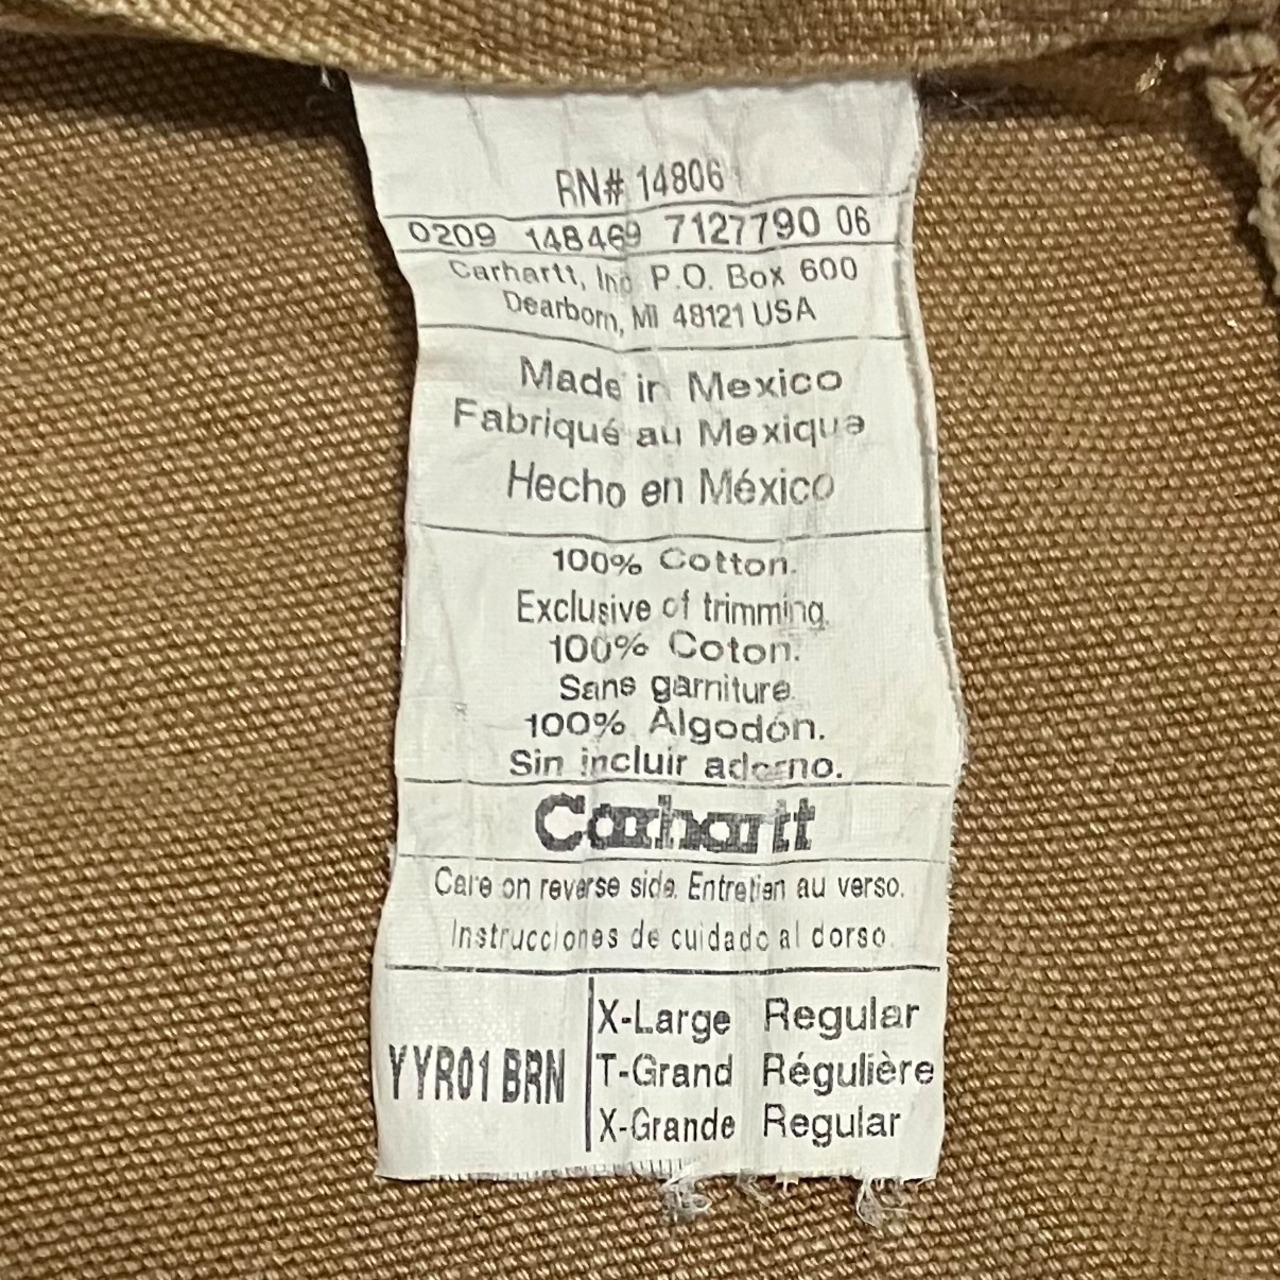 RN# 14806
0209 148469 7127790 06
Carhartt, Inc P.O. Box 600
Dearborn, MI 48121 USA
Made in Mexico
Fabriqué au Mexique
Hecho en México
100% Cotton.
Exclusive of trimming.
100% Coton.
Sans garniture.
100% Algodón.
Sin incluir adorno.
Carhartt
Care on reverse side. Entretien au verso.
Instrucciones de cuidado al dorso.
YYR01 BRN
X-Large Regular
T-Grand Régulière
X-Grande Regular